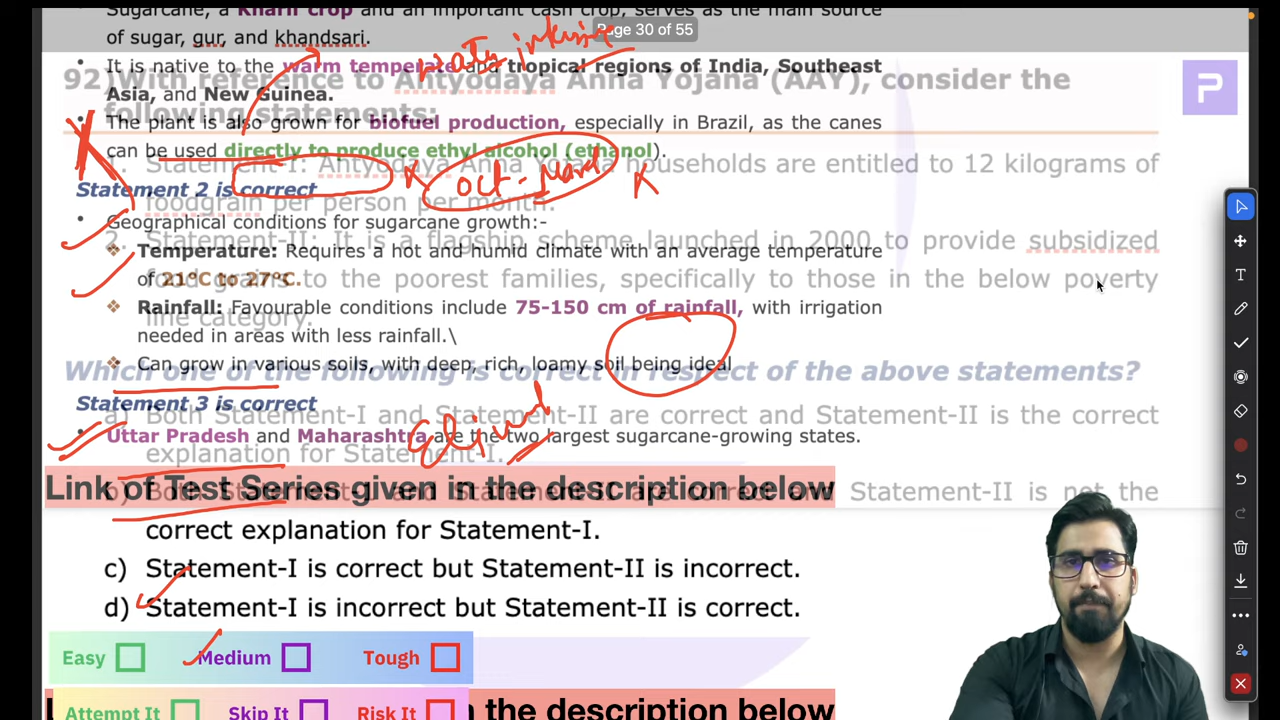 Sugarcane, a Kharif crop and an important cash crop, serves as the main source
of sugar, gur, and khandsari.
Page 30 of 55
• It is native to the warm temperate and tropical regions of India, Southeast
Asia, and New Guinea.
92) With reference to Antyodaya Anna Yojana (AAY), consider the
following statements:
• The plant is also grown for biofuel production, especially in Brazil, as the canes
can be used directly to produce ethyl alcohol (ethanol).
1. Statement-I: Antyodaya Anna Yojana households are entitled to 12 kilograms of
foodgrain per person per month.
Oct - March
K
K
Statement 2 is correct
• Geographical conditions for sugarcane growth:-
2. Statement-II: It is a flagship scheme launched in 2000 to provide subsidized
❖ Temperature: Requires a hot and humid climate with an average temperature
of 21°C to 27°C.
to the poorest families, specifically to those in the below poverty
line category.
❖ Rainfall: Favourable conditions include 75-150 cm of rainfall, with irrigation
needed in areas with less rainfall.\
❖ Can grow in various soils, with deep, rich, loamy soil being ideal
Which one of the following is correct in respect of the above statements?
Statement 3 is correct
a) Both Statement-I and Statement-II are correct and Statement-II is the correct
explanation for Statement-I.
• Uttar Pradesh and Maharashtra are the two largest sugarcane-growing states.
Link of Test Series given in the description below
b) Both Statement-I and Statement-II are correct and Statement-II is not the
correct explanation for Statement-I.
c) Statement-I is correct but Statement-II is incorrect.
d) Statement-I is incorrect but Statement-II is correct.
Easy Medium Tough
Attempt It Skip It Risk It
in the description below